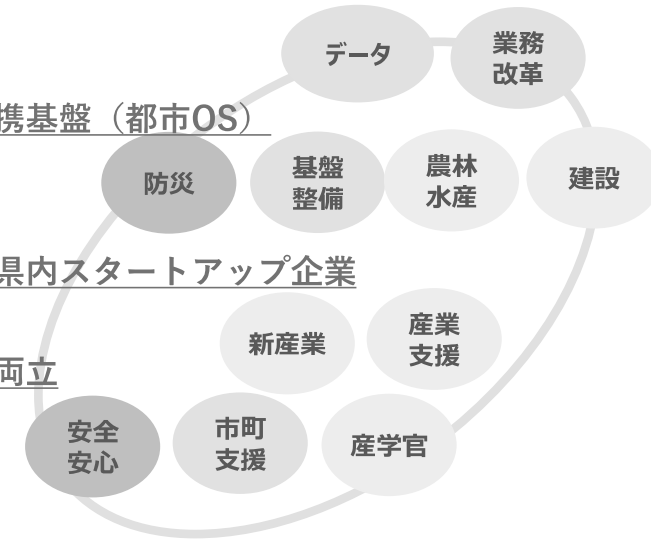 データ
業務
改革
携基盤（都市OS）
防災
基盤
整備
農林
水産
建設
県内スタートアップ企業
新産業
産業
支援
両立
安全
安心
市町
支援
産学官